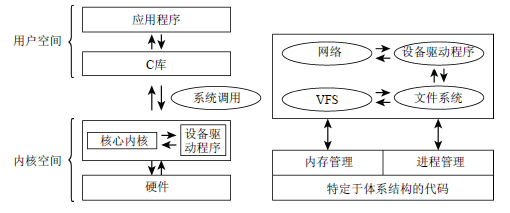 用户空间
应用程序
C库
系统调用
内核空间
核心内核
设备驱
动程序
硬件
网络
设备驱动程序
VFS
文件系统
内存管理
进程管理
特定于体系结构的代码